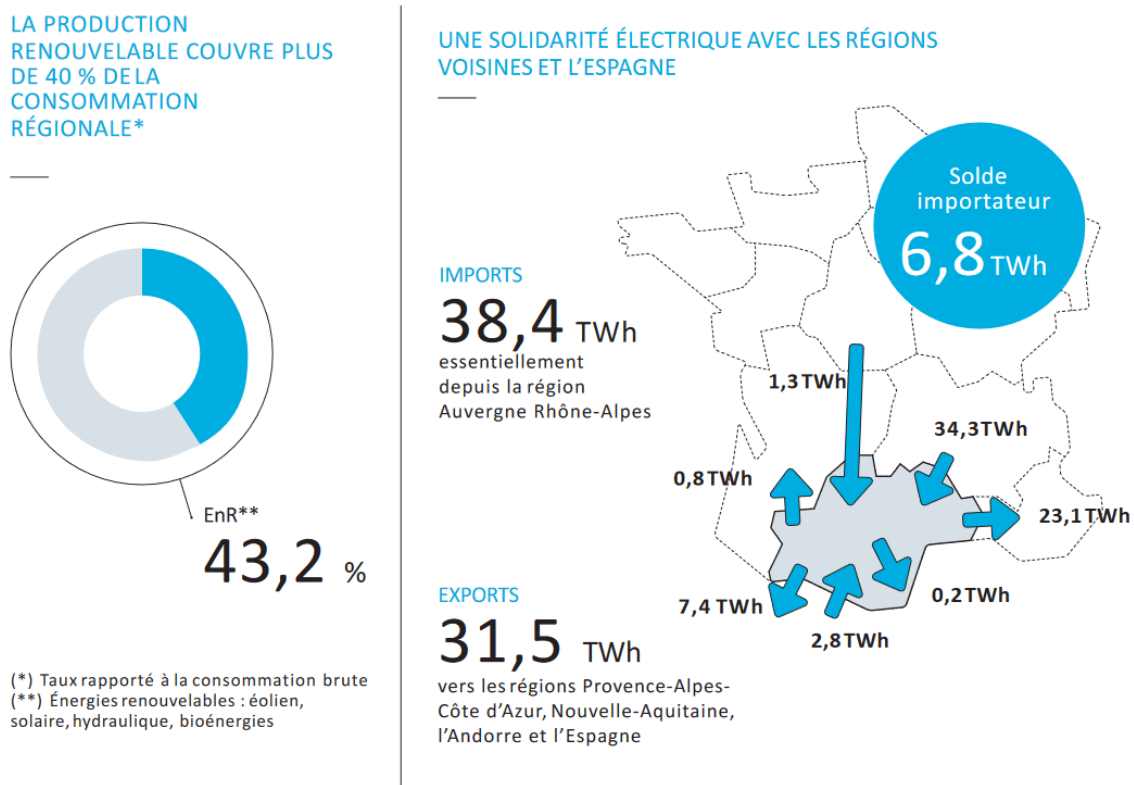 LA PRODUCTION
RENOUVELABLE COUVRE PLUS
DE 40 % DE LA
CONSOMMATION
RÉGIONALE*
EnR**
43,2 %
(*) Taux rapporté à la consommation brute
(**) Énergies renouvelables : éolien,
solaire, hydraulique, bioénergies
UNE SOLIDARITÉ ÉLECTRIQUE AVEC LES RÉGIONS
VOISINES ET L’ESPAGNE
Solde
importateur
6,8 TWh
IMPORTS
38,4 TWh
essentiellement
depuis la région
Auvergne Rhône-Alpes
1,3 TWh
34,3 TWh
0,8 TWh
23,1 TWh
7,4 TWh
0,2 TWh
2,8 TWh
EXPORTS
31,5 TWh
vers les régions Provence-Alpes-
Côte d’Azur, Nouvelle-Aquitaine,
l’Andorre et l’Espagne